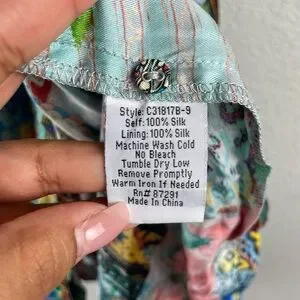 Style: C31817B-9
Self: 100% Silk
Lining: 100% Silk
Machine Wash Cold
No Bleach
Tumble Dry Low
Remove Promptly
Warm Iron If Needed
Rn# 87291
Made In China